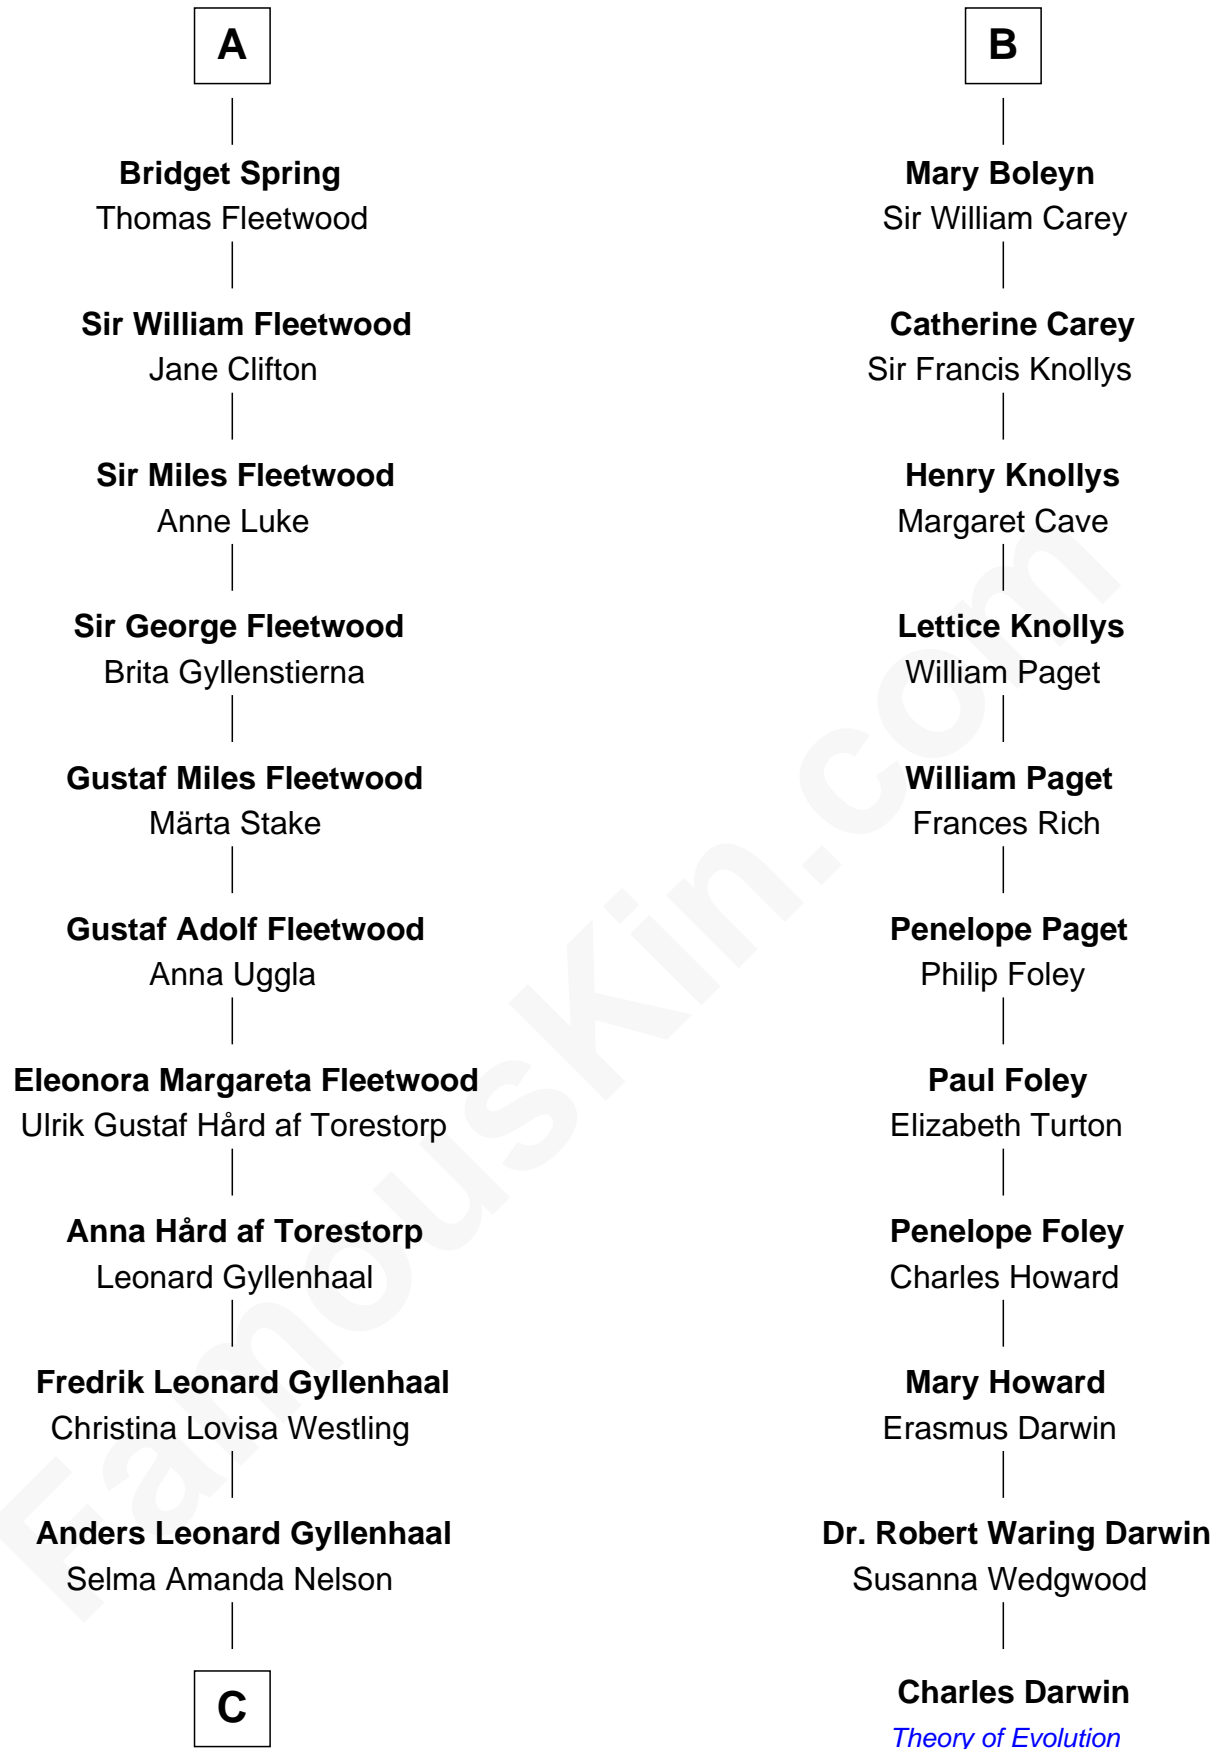 A
Bridget Spring
Thomas Fleetwood
Sir William Fleetwood
Jane Clifton
Sir Miles Fleetwood
Anne Luke
Sir George Fleetwood
Brita Gyllenstierna
Gustaf Miles Fleetwood
Märta Stake
Gustaf Adolf Fleetwood
Anna Uggla
Eleonora Margareta Fleetwood
Ulrik Gustaf Hård af Torestorp
Anna Hård af Torestorp
Leonard Gyllenhaal
Fredrik Leonard Gyllenhaal
Christina Lovisa Westling
Anders Leonard Gyllenhaal
Selma Amanda Nelson
C
B
Mary Boleyn
Sir William Carey
Catherine Carey
Sir Francis Knollys
Henry Knollys
Margaret Cave
Lettice Knollys
William Paget
William Paget
Frances Rich
Penelope Paget
Philip Foley
Paul Foley
Elizabeth Turton
Penelope Foley
Charles Howard
Mary Howard
Erasmus Darwin
Dr. Robert Waring Darwin
Susanna Wedgwood
Charles Darwin
Theory of Evolution
FamousKin.com